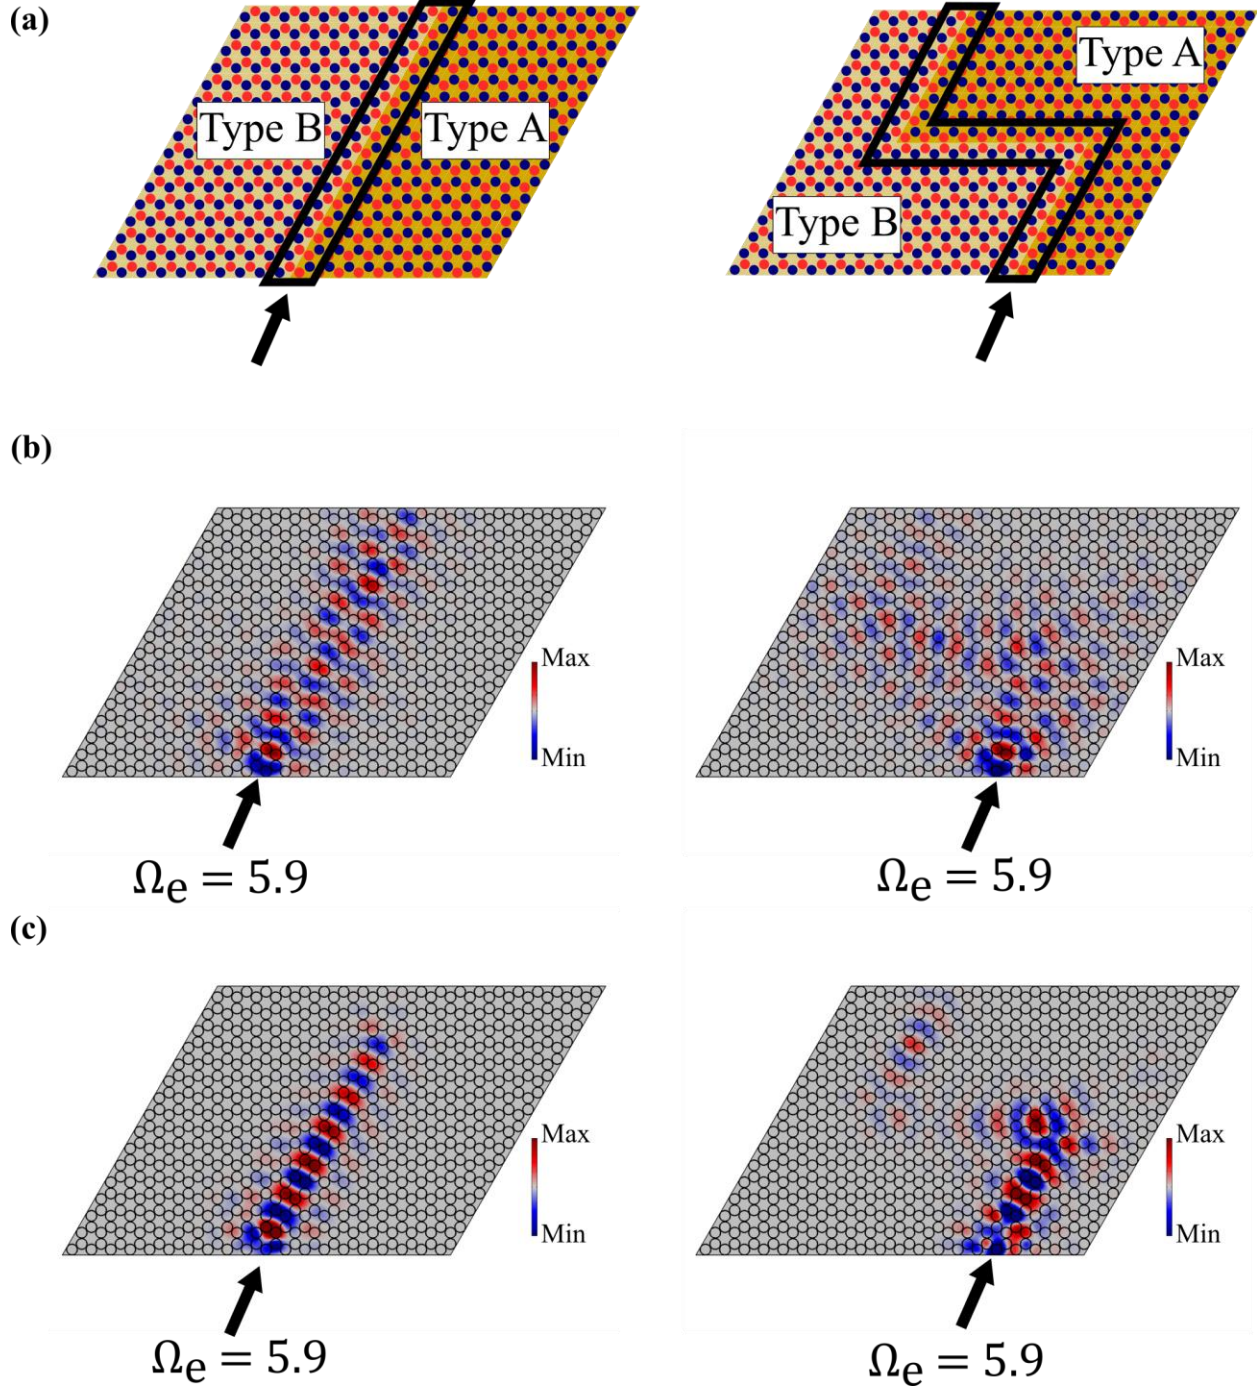 (a)
Type B
Type A
Type A
Type B
(b)
Max
Min
Max
Min
Ωe = 5.9
Ωe = 5.9
(c)
Max
Min
Max
Min
Ωe = 5.9
Ωe = 5.9